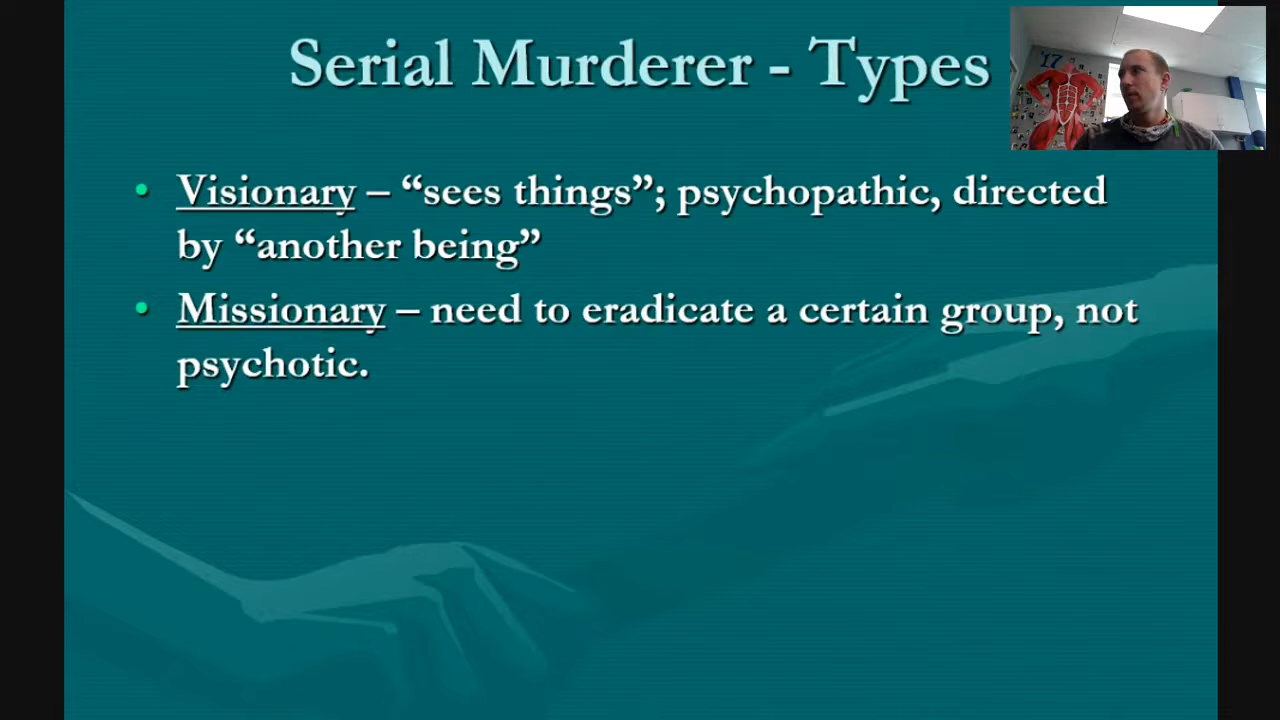 Serial Murderer - Types
'17
• Visionary – “sees things”; psychopathic, directed
by “another being”
• Missionary – need to eradicate a certain group, not
psychotic.